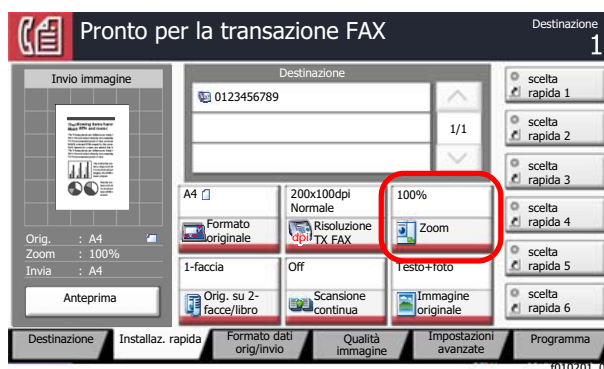 Pronto per la transazione FAX
Destinazione
1
Invio immagine
Orig. : A4
Zoom : 100%
Invia : A4
Anteprima
Destinazione
0123456789
1/1
A4
Formato originale
200x100dpi
Normale
dpi
Risoluzione
TX FAX
100%
Zoom
1-faccia
Orig. su 2-
facce/libro
Off
Scansione
continua
Testo+foto
Immagine
originale
scelta
rapida 1
scelta
rapida 2
scelta
rapida 3
scelta
rapida 4
scelta
rapida 5
scelta
rapida 6
Destinazione
Installaz. rapida
Formato dati
orig/invio
Qualità
immagine
Impostazioni
avanzate
Programma